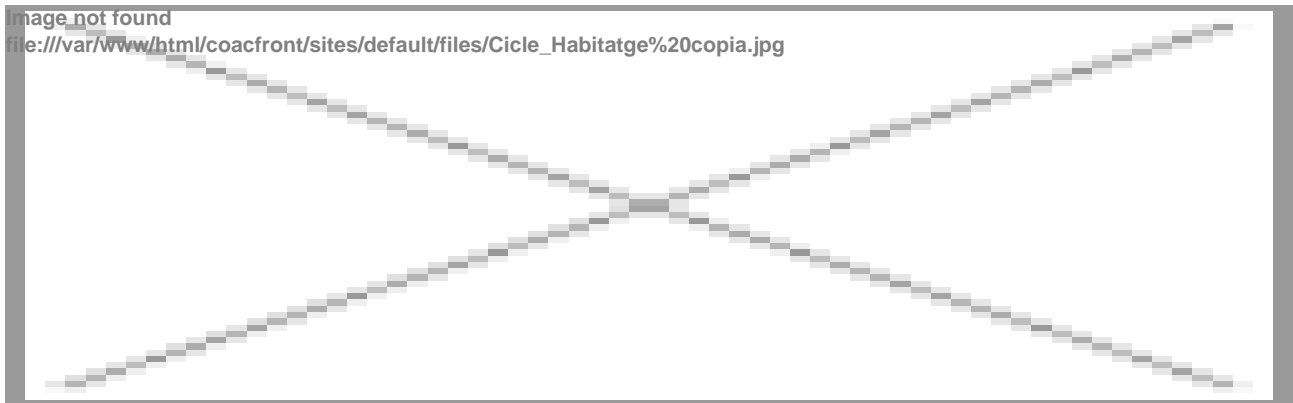 Image not found
file:///var/www/html/coacfront/sites/default/files/Cicle_Habitatge%20copia.jpg